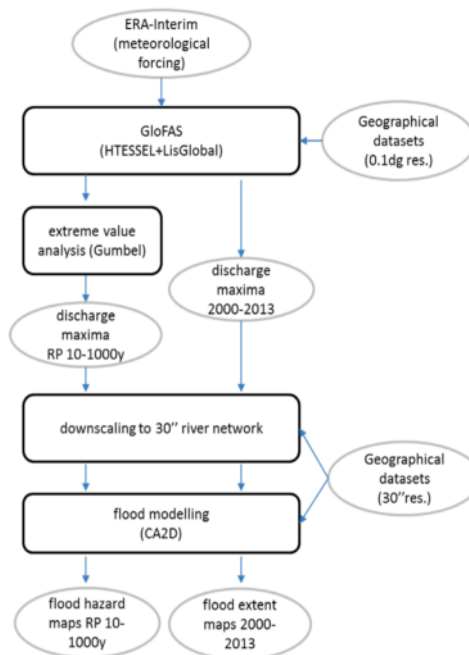 ERA-Interim
(meteorological
forcing)
GloFAS
(HTESSEL+LisGlobal)
Geographical
datasets
(0.1dg res.)
extreme value
analysis (Gumbel)
discharge
maxima
2000-2013
discharge
maxima
RP 10-1000y
downscaling to 30’’ river network
Geographical
datasets
(30’’res.)
flood modelling
(CA2D)
flood hazard
maps RP 10-
1000y
flood extent
maps 2000-
2013